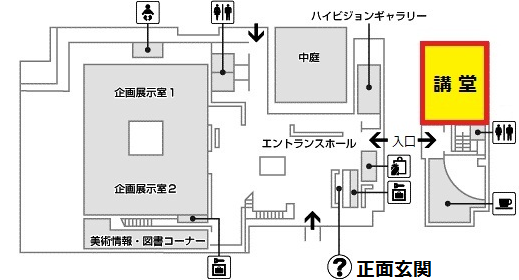 ハイビジョンギャラリー
中庭
講堂
企画展示室1
エントランスホール
入口
企画展示室2
美術情報・図書コーナー
?
正面玄関